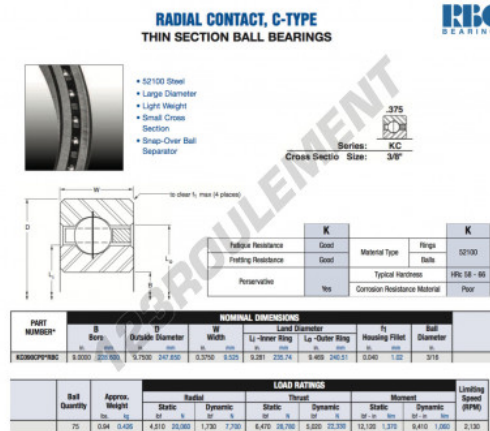 RADIAL CONTACT, C-TYPE
THIN SECTION BALL BEARINGS
RBC
BEARING
• 52100 Steel
• Large Diameter
• Light Weight
• Small Cross
Section
• Snap-Over Ball
Separator
.375
Series: KC
Cross Sectio Size: 3/8"
W
to clear f₁ max (4 places)
D
B
123ROULEMENT
K K
Fatigue Resistance Good Material Type Rings 52100
Fretting Resistance Good Balls
Preservative Yes Typical Hardness HRc 58 - 66
Corrosion Resistance Material Poor
NOMINAL DIMENSIONS
PART NUMBER* B Bore D Outside Diameter W Width Land Diameter f₁ Housing Fillet Ball Diameter
Li -Inner Ring Lo -Outer Ring
in. mm in. mm in. mm in. mm in. mm in. mm in.
KC090CP0*RBC 9.0000 228.600 9.7500 247.650 0.3750 9.525 9.281 235.74 9.469 240.51 0.040 1.02 3/16
LOAD RATINGS
Ball Quantity Approx. Weight Radial Thrust Moment Limiting Speed (RPM)
Static Dynamic Static Dynamic Static Dynamic
lbs. kg lbf N lbf N lbf N lbf N lbf - in Nm lbf - in Nm
75 0.94 0.426 4,510 20,060 1,730 7,700 6,470 28,780 5,020 22,330 12,120 1,370 9,410 1,060 2,130